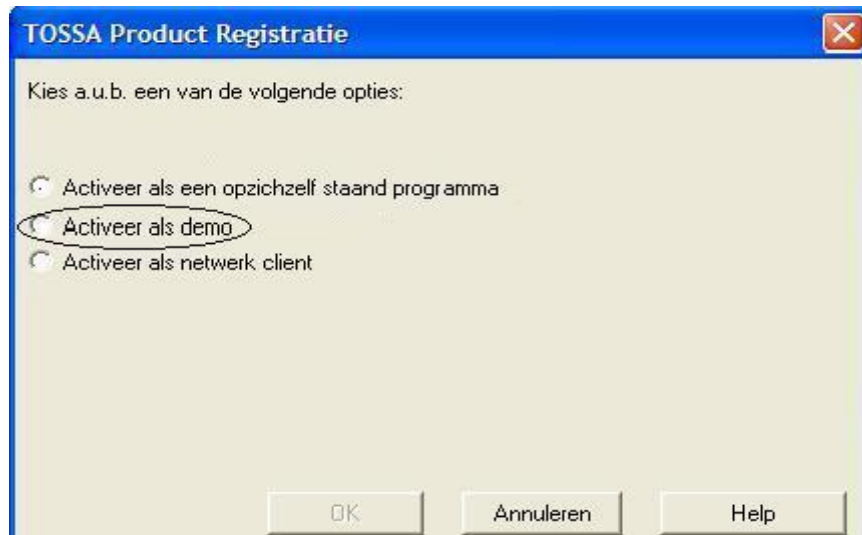 TOSSA Product Registratie
Kies a.u.b. een van de volgende opties:
Activeer als een opzichzelf staand programma
Activeer als demo
Activeer als netwerk client
OK Annuleren Help